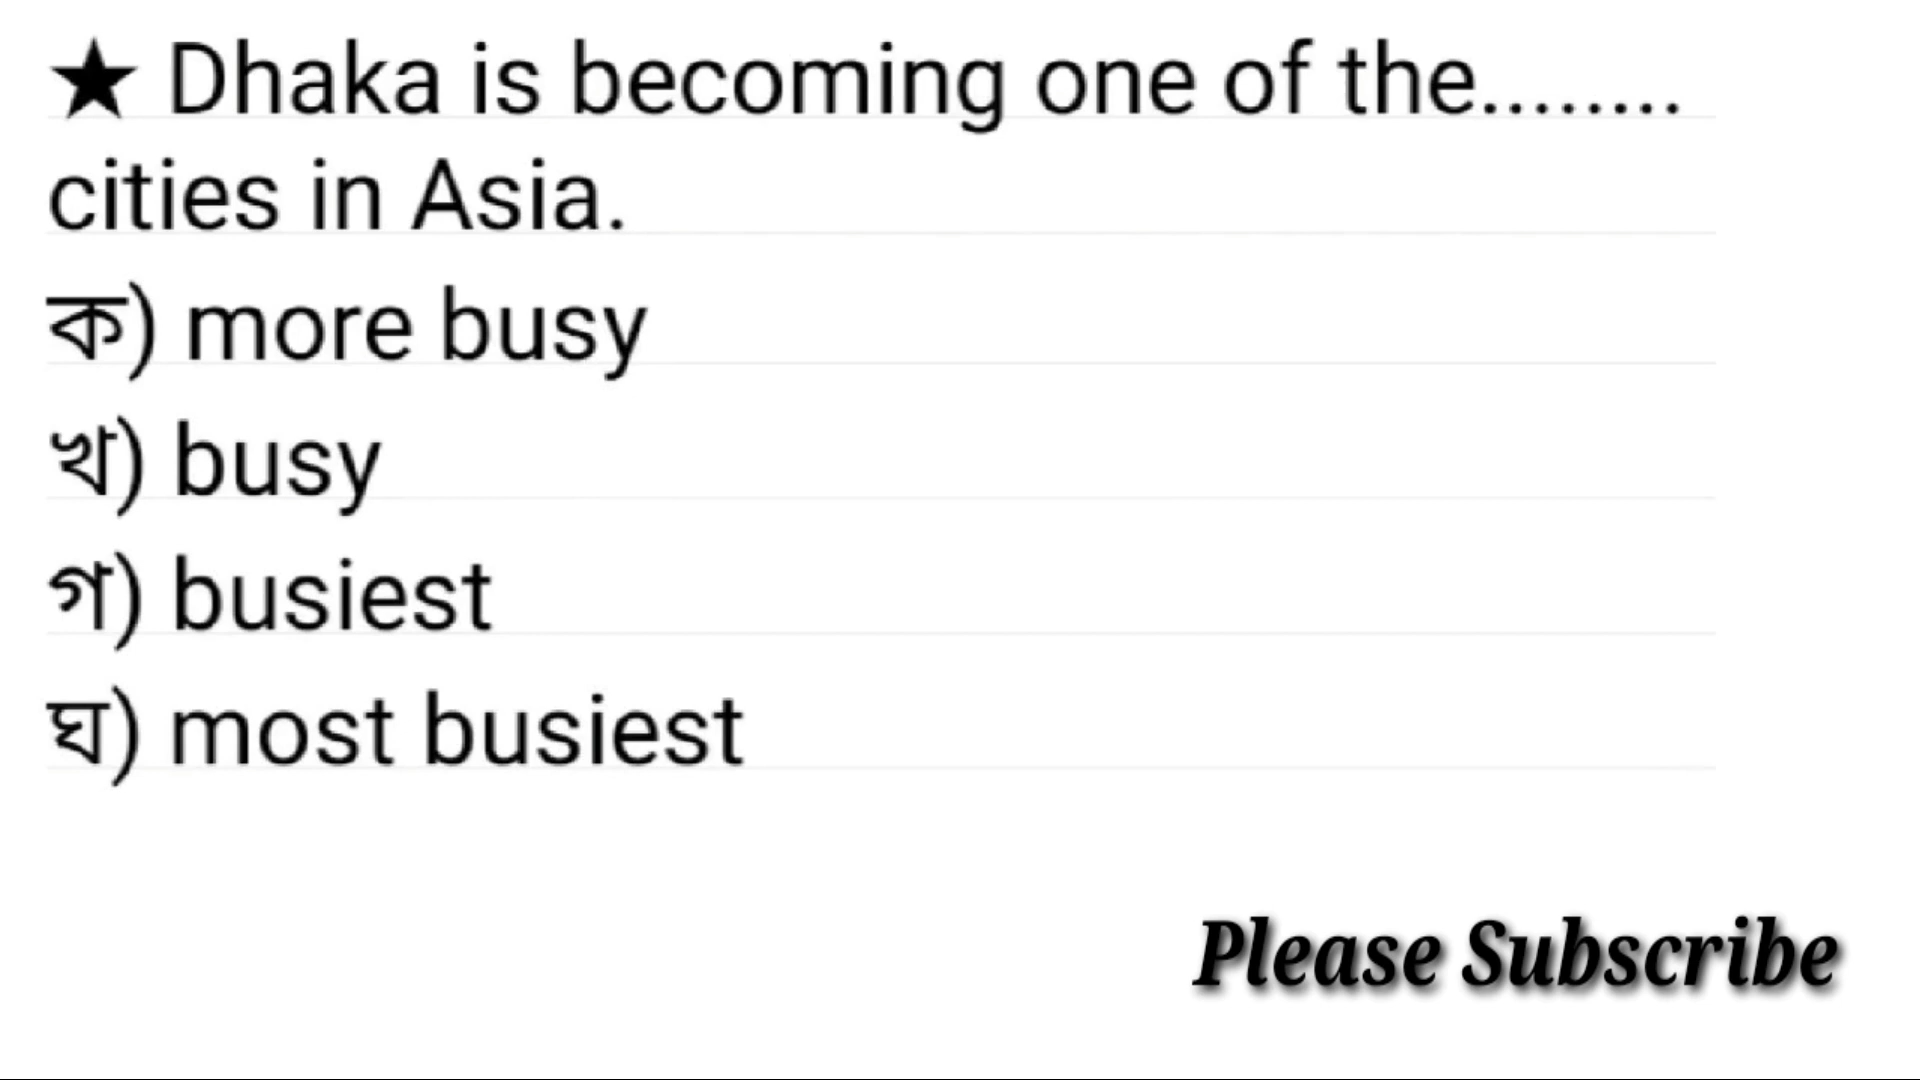 ★ Dhaka is becoming one of the........
cities in Asia.
ক) more busy
খ) busy
গ) busiest
ঘ) most busiest
Please Subscribe